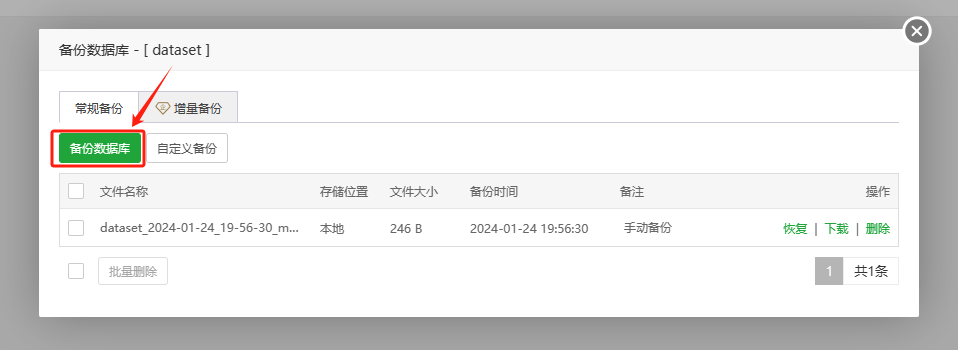 备份数据库 - [ dataset ]
常规备份 增量备份
备份数据库 自定义备份
文件名称 存储位置 文件大小 备份时间 备注 操作
dataset_2024-01-24_19-56-30_m... 本地 246 B 2024-01-24 19:56:30 手动备份 恢复 | 下载 | 删除
批量删除 1 共1条